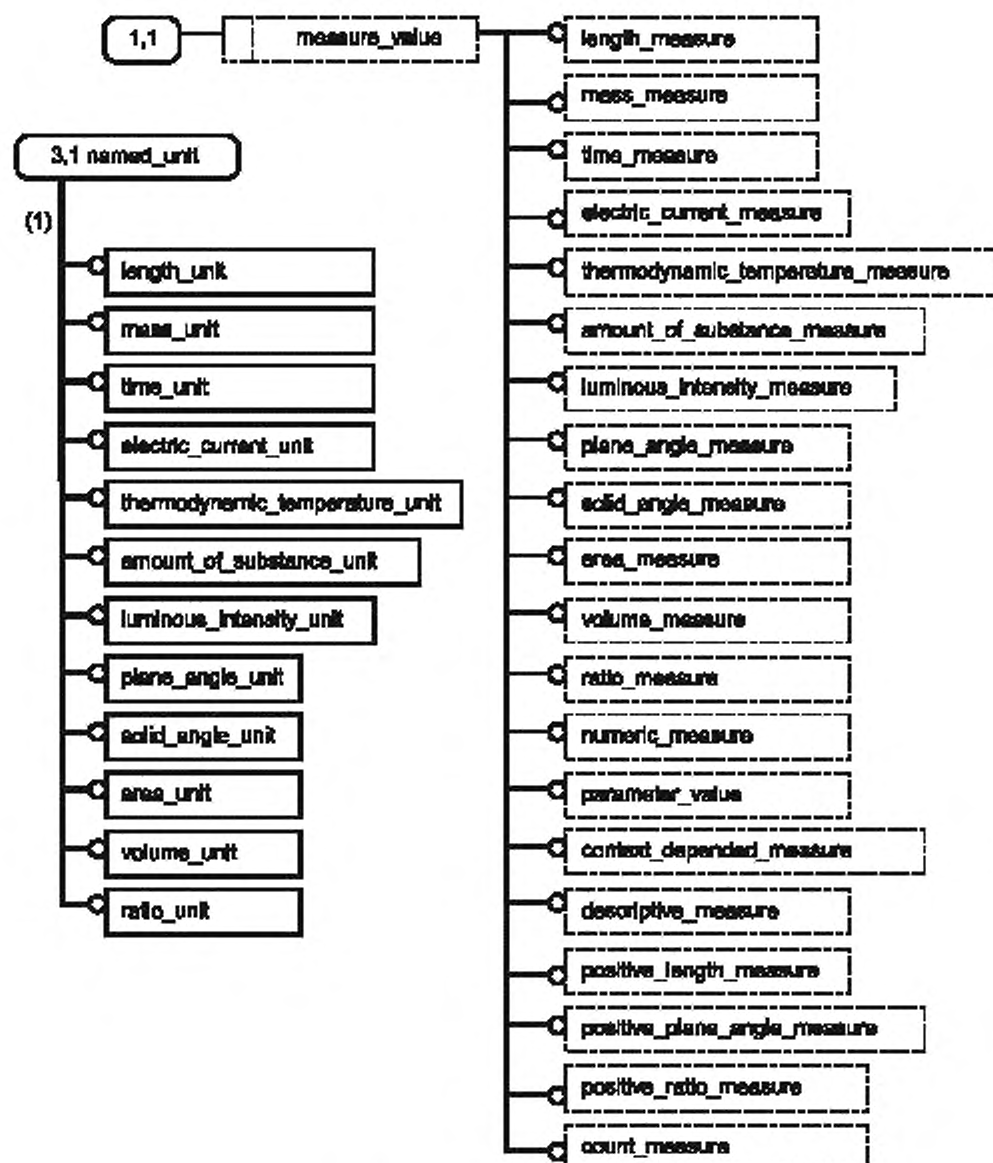 1,1
measure_value
3,1 named_unit
(1)
length_unit
mass_unit
time_unit
electric_current_unit
thermodynamic_temperature_unit
amount_of_substance_unit
luminous_intensity_unit
plane_angle_unit
solid_angle_unit
area_unit
volume_unit
ratio_unit
length_measure
mass_measure
time_measure
electric_current_measure
thermodynamic_temperature_measure
amount_of_substance_measure
luminous_intensity_measure
plane_angle_measure
solid_angle_measure
area_measure
volume_measure
ratio_measure
numeric_measure
parameter_value
context_depended_measure
descriptive_measure
positive_length_measure
positive_plane_angle_measure
positive_ratio_measure
count_measure